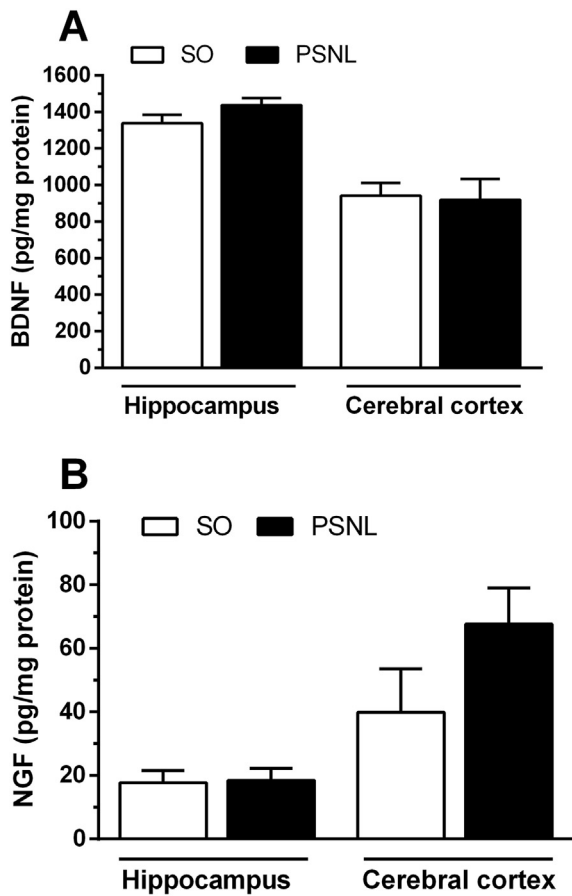 A
SO PSNL
BDNF (pg/mg protein)
1600
1400
1200
1000
800
600
400
200
0
Hippocampus Cerebral cortex
B
SO PSNL
NGF (pg/mg protein)
100
80
60
40
20
0
Hippocampus Cerebral cortex